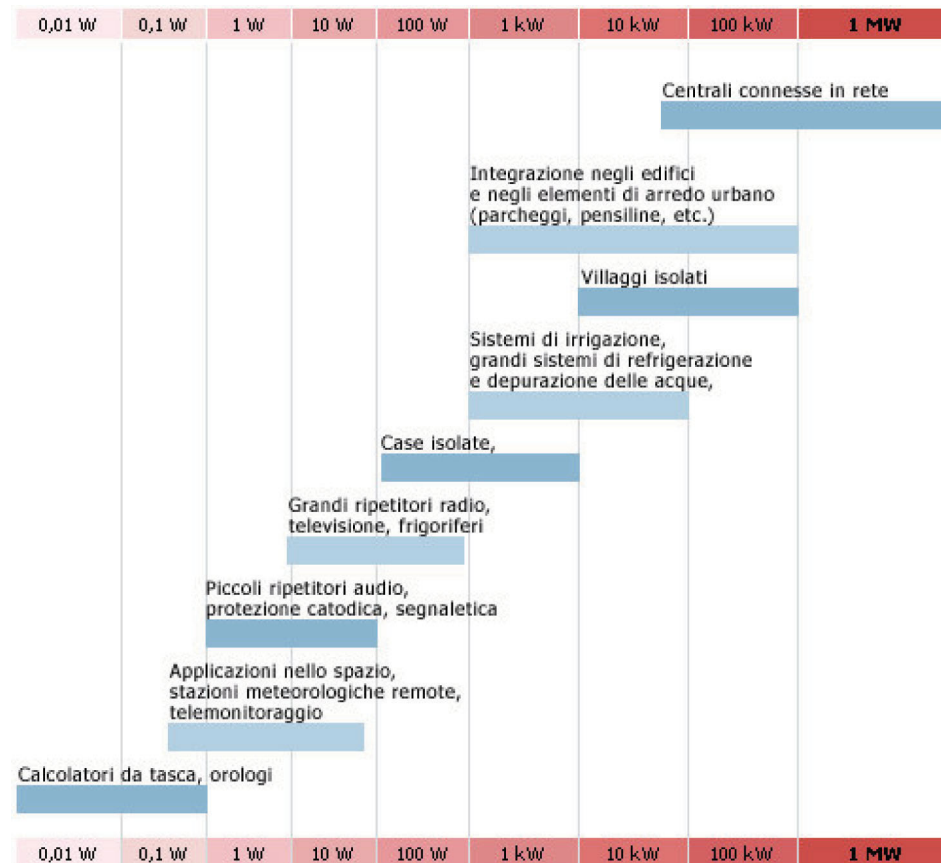 0,01 W 0,1 W 1 W 10 W 100 W 1 kW 10 kW 100 kW 1 MW
Centrali connesse in rete
Integrazione negli edifici
e negli elementi di arredo urbano
(parcheggi, pensiline, etc.)
Villaggi isolati
Sistemi di irrigazione,
grandi sistemi di refrigerazione
e depurazione delle acque,
Case isolate,
Grandi ripetitori radio,
televisione, frigoriferi
Piccoli ripetitori audio,
protezione catodica, segnaletica
Applicazioni nello spazio,
stazioni meteorologiche remote,
telemonitoraggio
Calcolatori da tasca, orologi
0,01 W 0,1 W 1 W 10 W 100 W 1 kW 10 kW 100 kW 1 MW